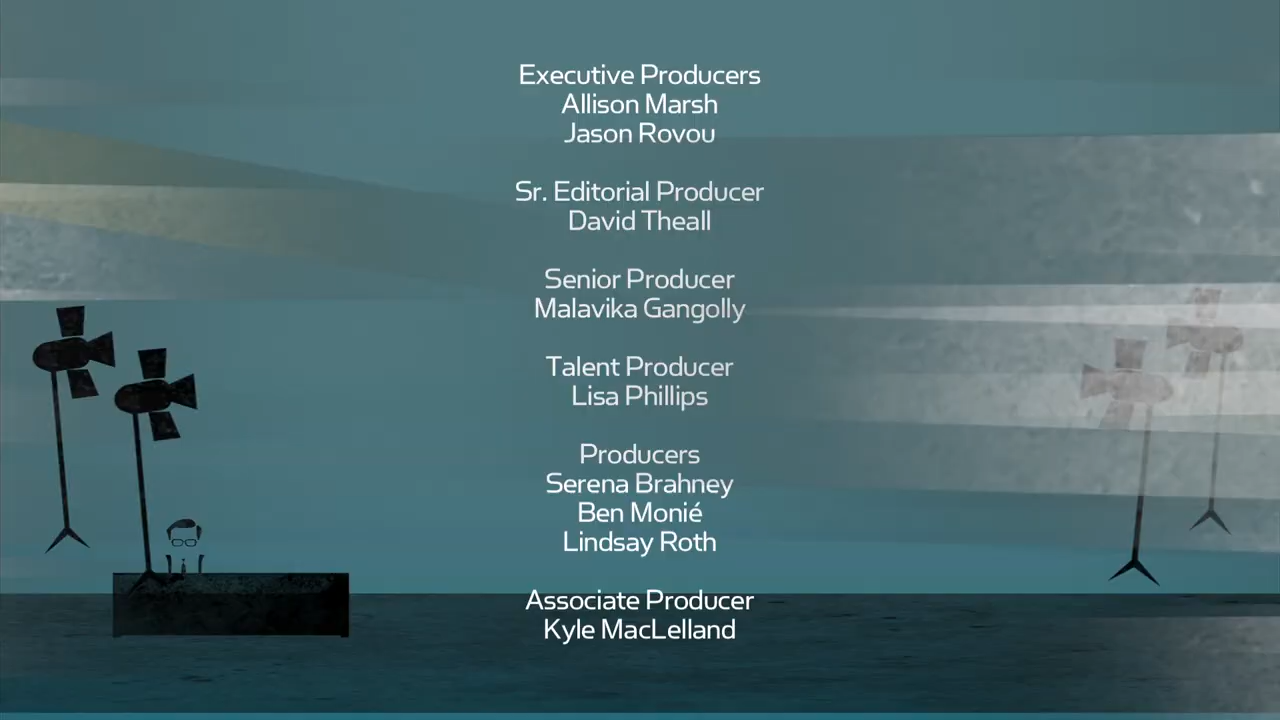 Executive Producers
Allison Marsh
Jason Rovou
Sr. Editorial Producer
David Theall
Senior Producer
Malavika Gangolly
Talent Producer
Lisa Phillips
Producers
Serena Brahney
Ben Monié
Lindsay Roth
Associate Producer
Kyle MacLelland